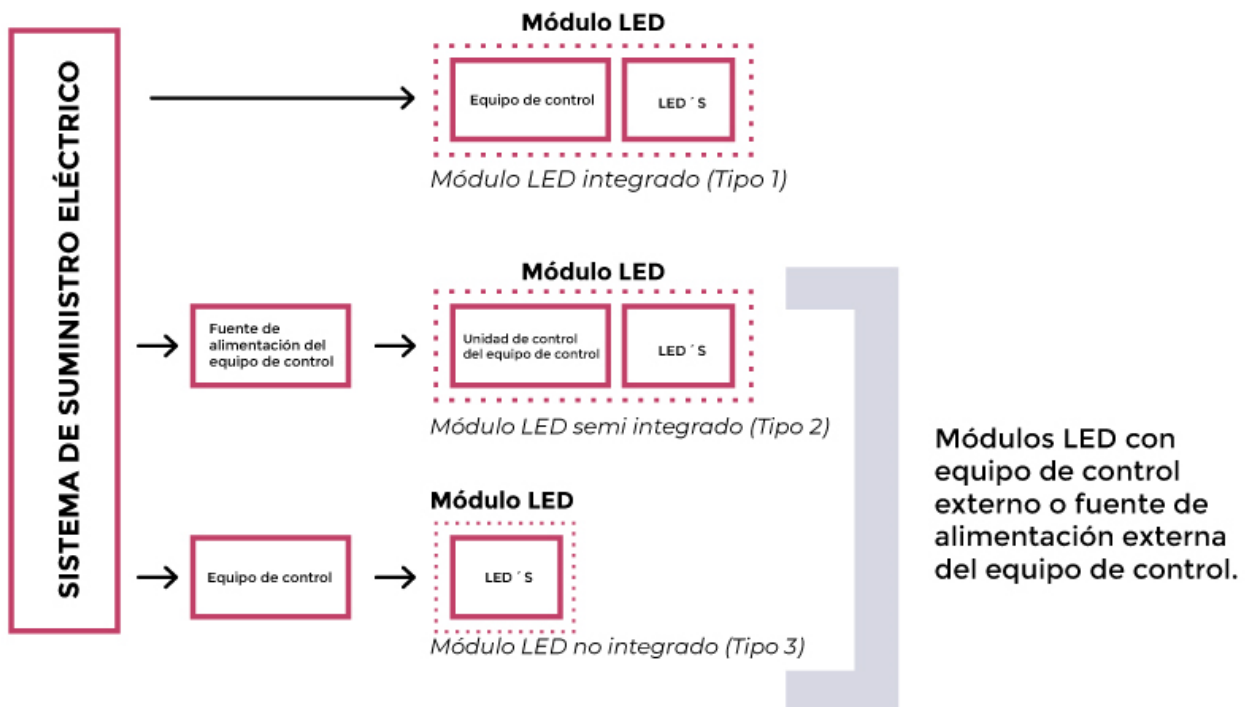 SISTEMA DE SUMINISTRO ELÉCTRICO
Módulo LED
Equipo de control
LED´S
Módulo LED integrado (Tipo 1)
Módulo LED
Fuente de
alimentación del
equipo de control
Unidad de control
del equipo de control
LED´S
Módulo LED semi integrado (Tipo 2)
Módulo LED
Equipo de control
LED´S
Módulo LED no integrado (Tipo 3)
Módulos LED con
equipo de control
externo o fuente de
alimentación externa
del equipo de control.